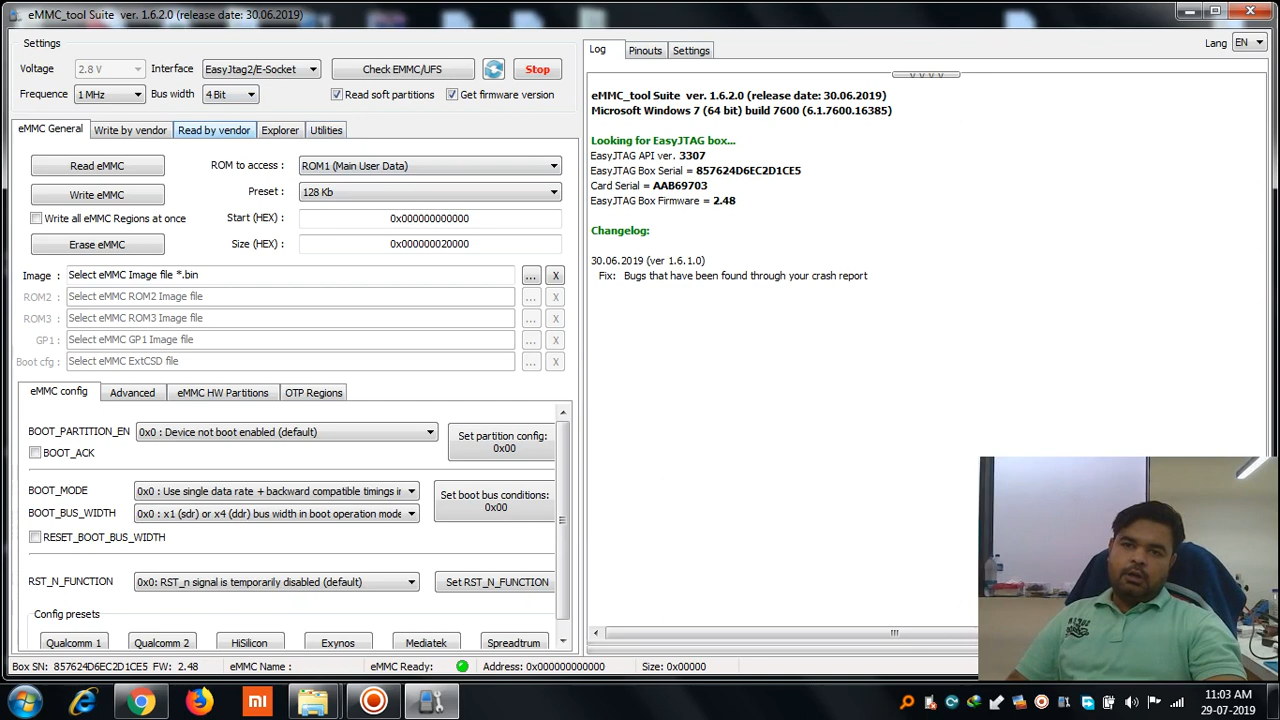 eMMC_tool Suite ver. 1.6.2.0 (release date: 30.06.2019)
Settings
Voltage 2.8 V Interface EasyJtag2/E-Socket Check EMMC/UFS Stop
Frequency 1 MHz Bus width 4 Bit Read soft partitions Get firmware version
eMMC General Write by vendor Read by vendor Explorer Utilities
Read eMMC ROM to access : ROM1 (Main User Data)
Write eMMC Preset : 128 Kb
Write all eMMC Regions at once Start (HEX) : 0x000000000000
Erase eMMC Size (HEX) : 0x000000020000
Image : Select eMMC Image file *.bin ... X
ROM2 : Select eMMC ROM2 Image file ... X
ROM3 : Select eMMC ROM3 Image file ... X
GP1 : Select eMMC GP1 Image file ... X
Boot cfg : Select eMMC ExtCSD file ... X
eMMC config Advanced eMMC HW Partitions OTP Regions
BOOT_PARTITION_EN 0x0 : Device not boot enabled (default) Set partition config:
0x00
BOOT_ACK
BOOT_MODE 0x0 : Use single data rate + backward compatible timings ir Set boot bus conditions:
0x00
BOOT_BUS_WIDTH 0x0 : x1 (sdr) or x4 (ddr) bus width in boot operation mode
RESET_BOOT_BUS_WIDTH
RST_N_FUNCTION 0x0: RST_n signal is temporarily disabled (default) Set RST_N_FUNCTION
Config presets
Qualcomm 1 Qualcomm 2 HiSilicon Exynos Mediatek Spreadtrum
Box SN: 857624D6EC2D1CE5 FW: 2.48 eMMC Name : eMMC Ready: Address: 0x000000000000 Size: 0x00000
Log Pinouts Settings Lang EN
eMMC_tool Suite ver. 1.6.2.0 (release date: 30.06.2019)
Microsoft Windows 7 (64 bit) build 7600 (6.1.7600.16385)
Looking for EasyJTAG box...
EasyJTAG API ver. 3307
EasyJTAG Box Serial = 857624D6EC2D1CE5
Card Serial = AAB69703
EasyJTAG Box Firmware = 2.48
Changelog:
30.06.2019 (ver 1.6.1.0)
Fix: Bugs that have been found through your crash report
mi
11:03 AM
29-07-2019